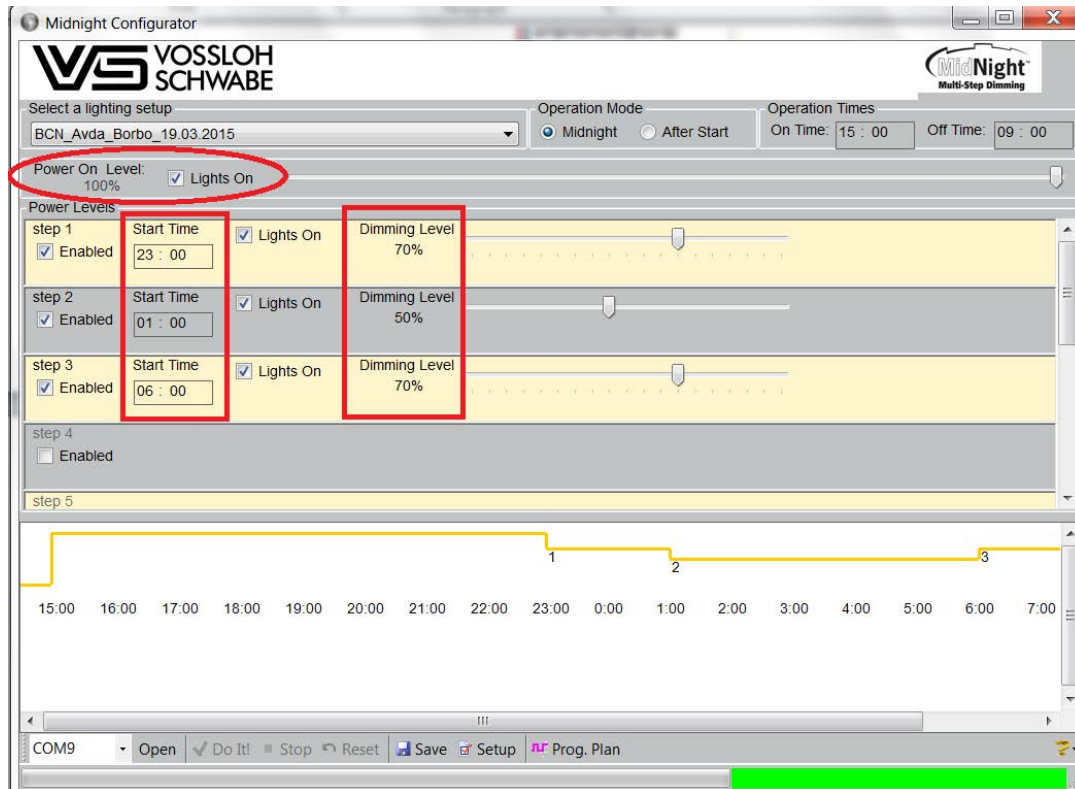 Midnight Configurator
VS VOSSLOH
SCHWABE
MidNight™
Multi-Step Dimming
Select a lighting setup
Operation Mode
Operation Times
BCN_Avda_Borbo_19.03.2015
Midnight After Start
On Time: 15 : 00 Off Time: 09 : 00
Power On Level:
100%
Lights On
Power Levels
step 1 Start Time Lights On Dimming Level
Enabled 23 : 00 70%
step 2 Start Time Lights On Dimming Level
Enabled 01 : 00 50%
step 3 Start Time Lights On Dimming Level
Enabled 06 : 00 70%
step 4
Enabled
step 5
1 2 3
15:00 16:00 17:00 18:00 19:00 20:00 21:00 22:00 23:00 0:00 1:00 2:00 3:00 4:00 5:00 6:00 7:00
COM9 Open Do It! Stop Reset Save Setup Prog. Plan